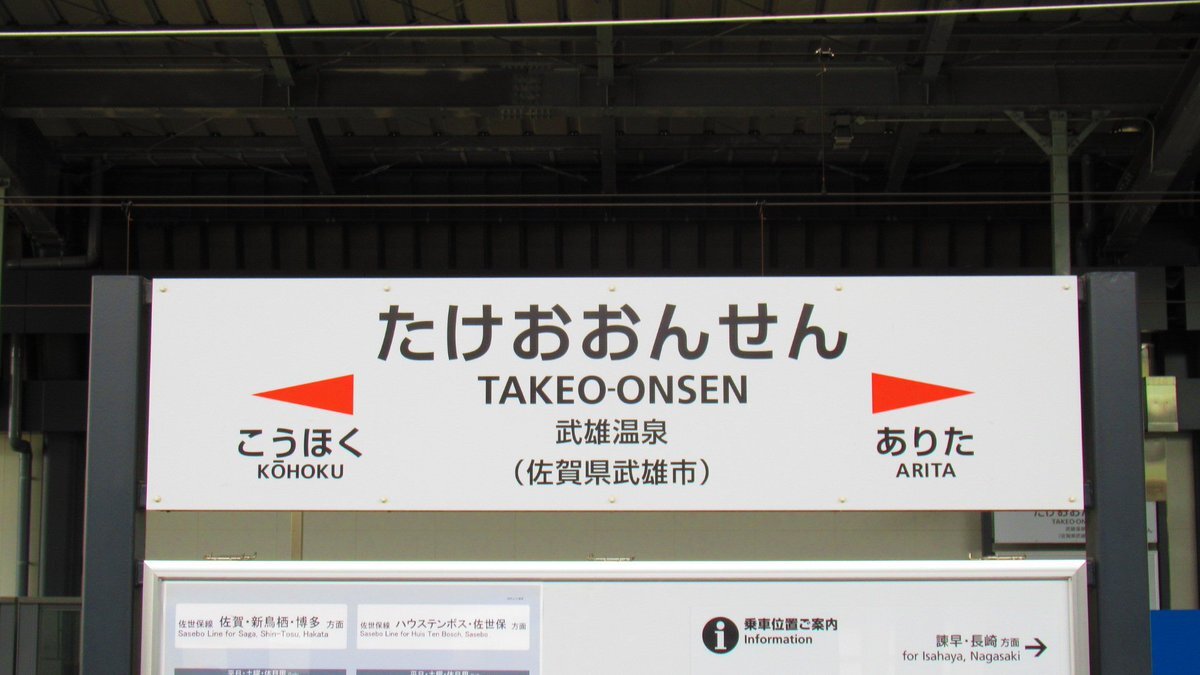 たけおおんせん
TAKEO-ONSEN
武雄温泉
（佐賀県武雄市）
こうほく
KŌHOKU
ありた
ARITA
佐世保線 佐賀・新鳥栖・博多 方面
Sasebo Line for Saga, Shin-Tosu, Hakata
佐世保線 ハウステンボス・佐世保 方面
Sasebo Line for Huis Ten Bosch, Sasebo
乗車位置ご案内
Information
諫早・長崎 方面
for Isahaya, Nagasaki